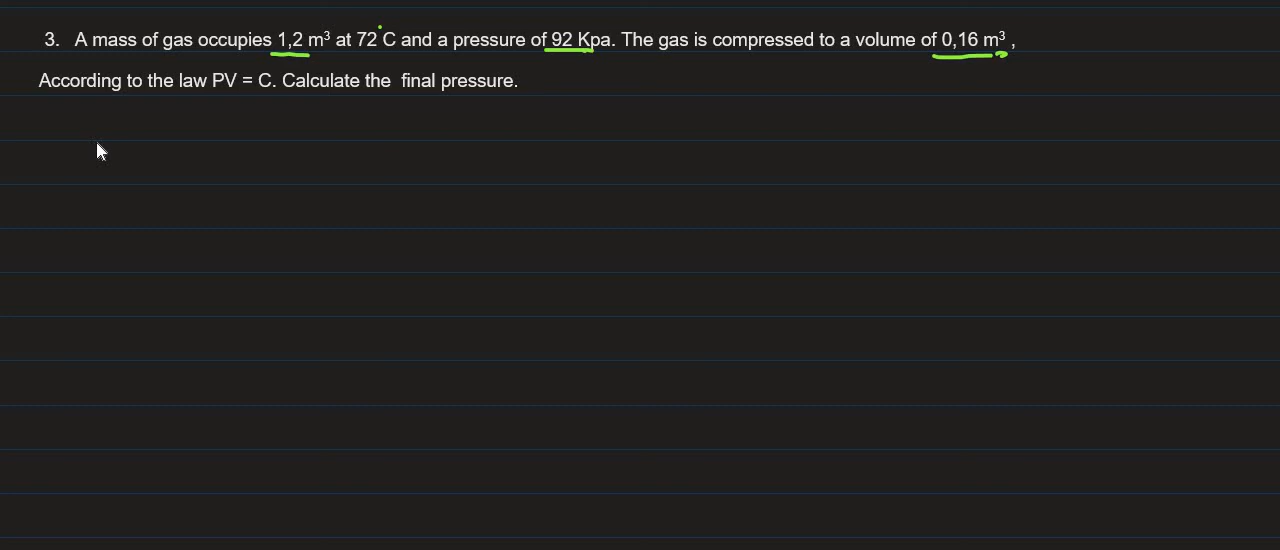 3. A mass of gas occupies 1,2 m³ at 72°C and a pressure of 92 Kpa. The gas is compressed to a volume of 0,16 m³ ,
According to the law PV = C. Calculate the final pressure.